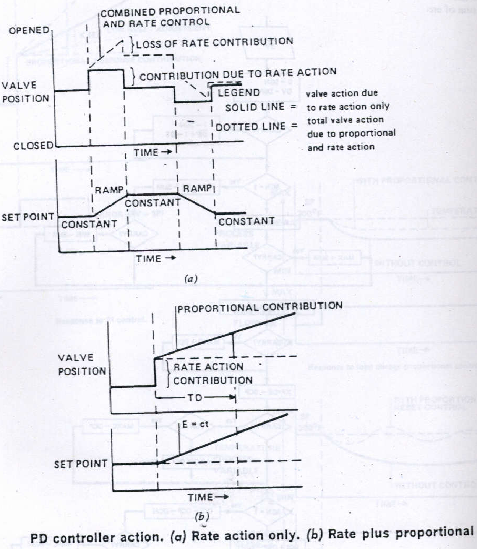 COMBINED PROPORTIONAL
AND RATE CONTROL
OPENED
LOSS OF RATE CONTRIBUTION
CONTRIBUTION DUE TO RATE ACTION
VALVE
POSITION
LEGEND
SOLID LINE = valve action due
to rate action only
DOTTED LINE = total valve action
due to proportional
and rate action
CLOSED
TIME →
RAMP
RAMP
CONSTANT
SET POINT
CONSTANT
CONSTANT
TIME →
(a)
PROPORTIONAL CONTRIBUTION
VALVE
POSITION
RATE ACTION
CONTRIBUTION
TD
E = ct
SET POINT
TIME →
(b)
PD controller action. (a) Rate action only. (b) Rate plus proportional